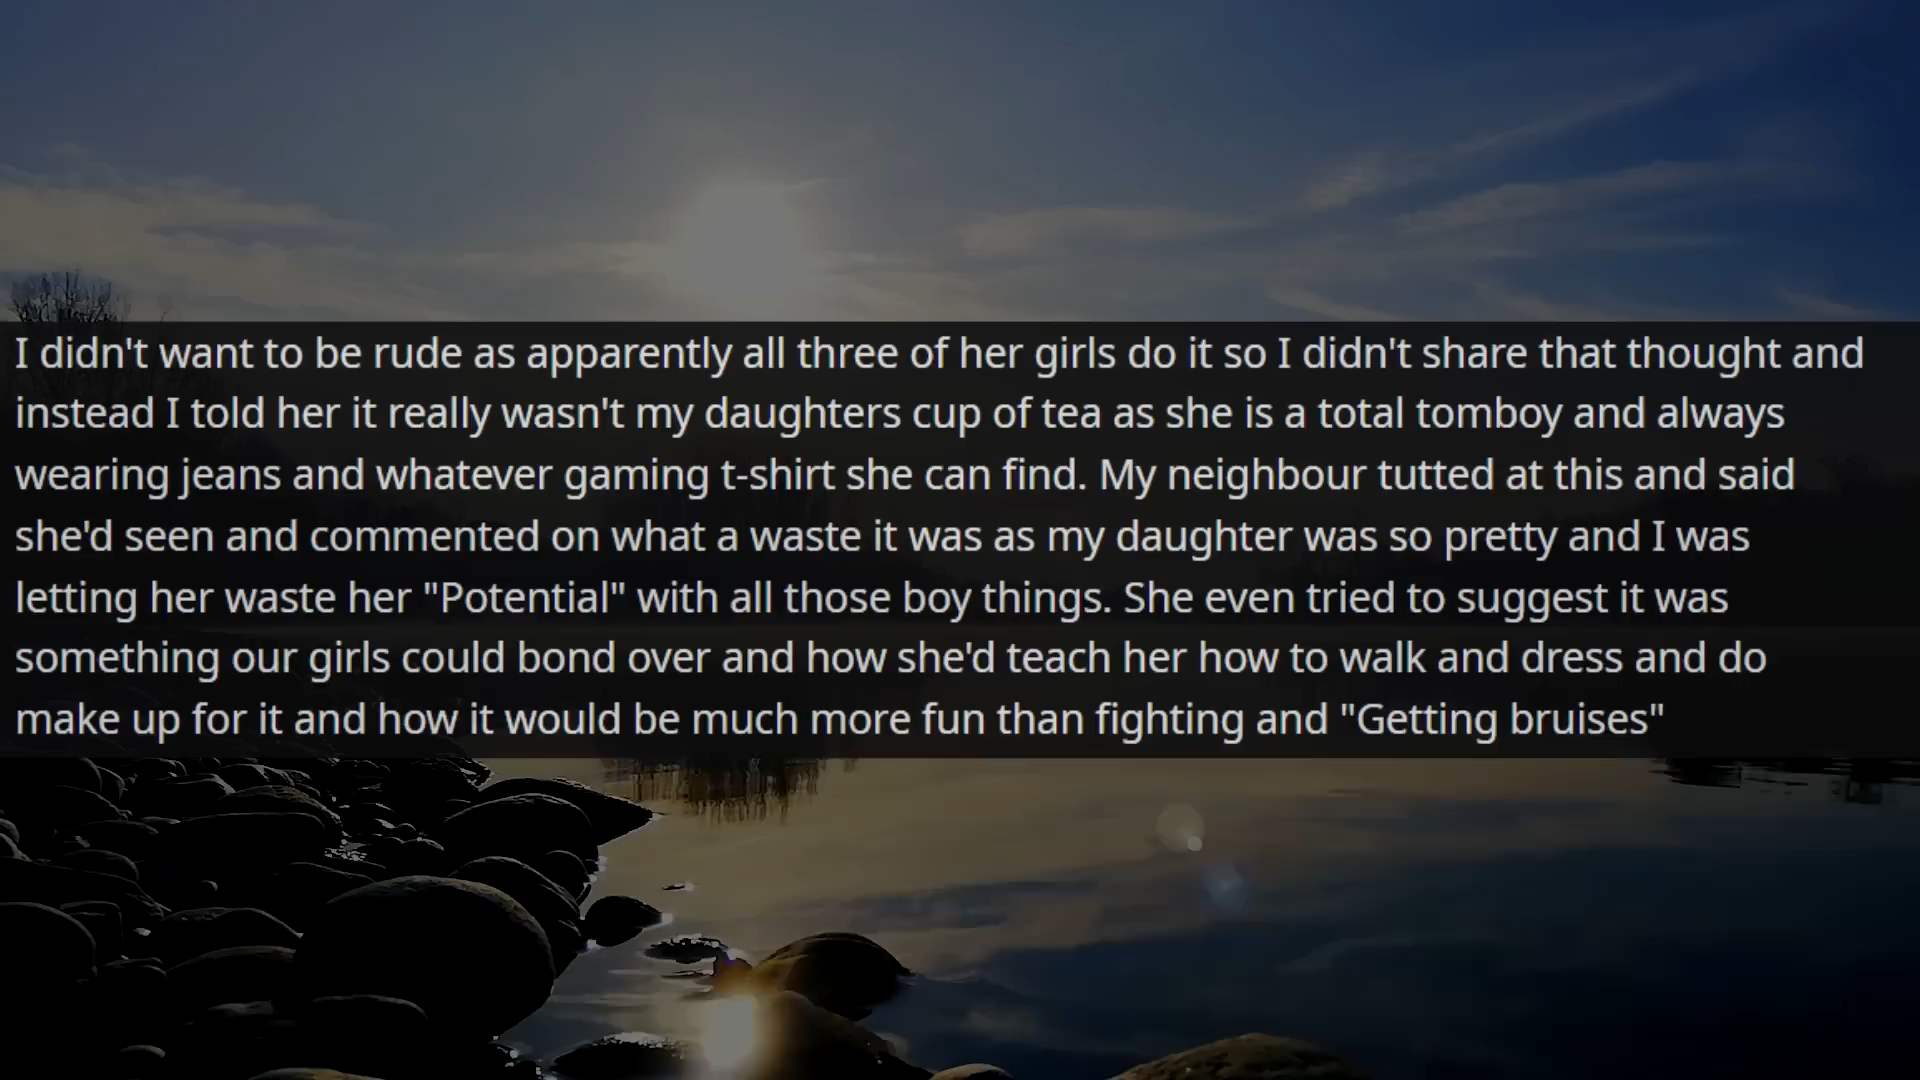 I didn't want to be rude as apparently all three of her girls do it so I didn't share that thought and
instead I told her it really wasn't my daughters cup of tea as she is a total tomboy and always
wearing jeans and whatever gaming t-shirt she can find. My neighbour tutted at this and said
she'd seen and commented on what a waste it was as my daughter was so pretty and I was
letting her waste her "Potential" with all those boy things. She even tried to suggest it was
something our girls could bond over and how she'd teach her how to walk and dress and do
make up for it and how it would be much more fun than fighting and "Getting bruises"